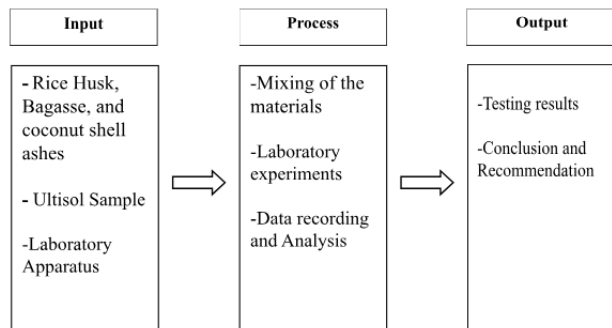 Input
- Rice Husk,
Bagasse, and
coconut shell
ashes
- Ultisol Sample
-Laboratory
Apparatus
Process
-Mixing of the
materials
-Laboratory
experiments
-Data recording
and Analysis
Output
-Testing results
-Conclusion and
Recommendation